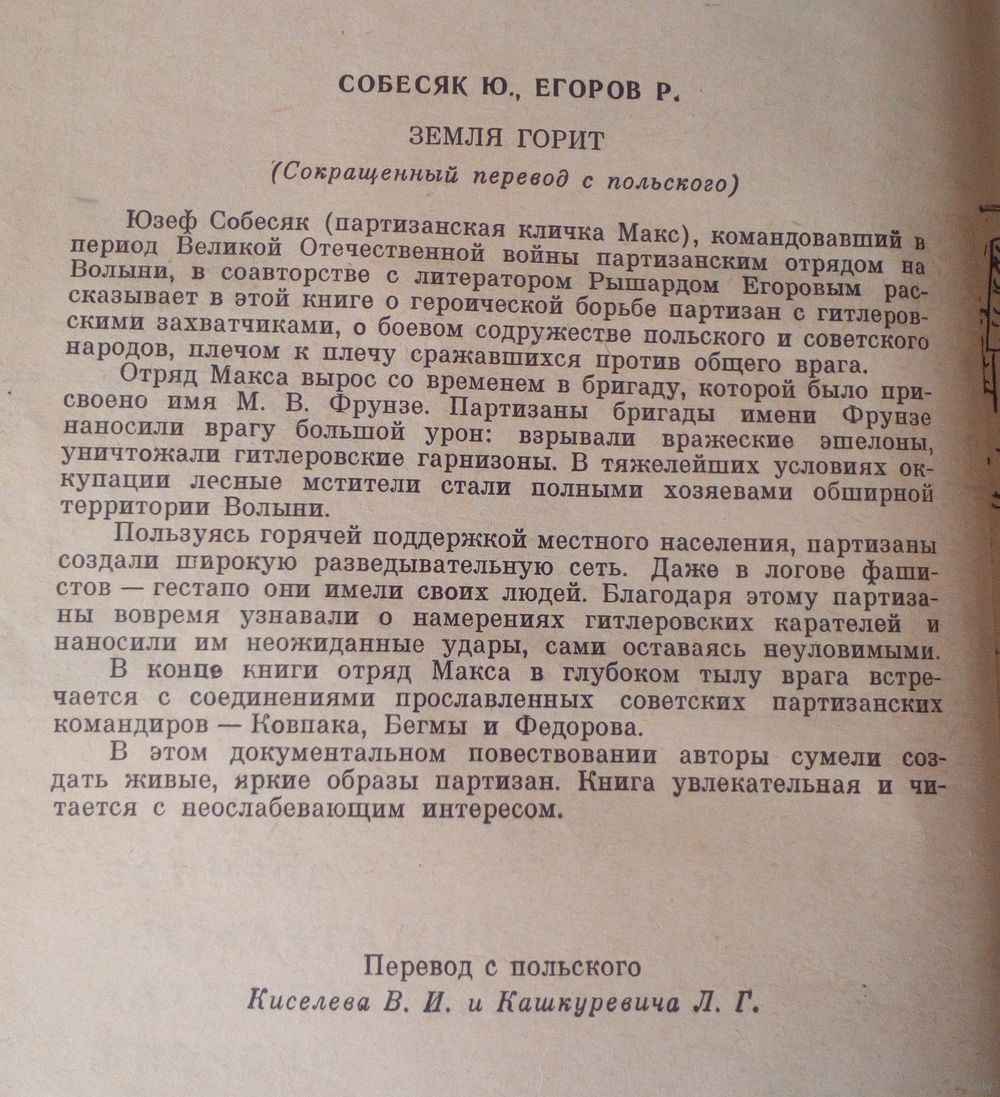 СОБЕСЯК Ю., ЕГОРОВ Р.
ЗЕМЛЯ ГОРИТ
(Сокращенный перевод с польского)
Юзеф Собесяк (партизанская кличка Макс), командовавший в
период Великой Отечественной войны партизанским отрядом на
Волыни, в соавторстве с литератором Рышардом Егоровым рас-
сказывает в этой книге о героической борьбе партизан с гитлеров-
скими захватчиками, о боевом содружестве польского и советского
народов, плечом к плечу сражавшихся против общего врага.
Отряд Макса вырос со временем в бригаду, которой было при-
своено имя М. В. Фрунзе. Партизаны бригады имени Фрунзе
наносили врагу большой урон: взрывали вражеские эшелоны,
уничтожали гитлеровские гарнизоны. В тяжелейших условиях ок-
купации лесные мстители стали полными хозяевами обширной
территории Волыни.
Пользуясь горячей поддержкой местного населения, партизаны
создали широкую разведывательную сеть. Даже в логове фаши-
стов — гестапо они имели своих людей. Благодаря этому партиза-
ны вовремя узнавали о намерениях гитлеровских карателей и
наносили им неожиданные удары, сами оставаясь неуловимыми.
В конце книги отряд Макса в глубоком тылу врага встре-
чается с соединениями прославленных советских партизанских
командиров — Ковпака, Бегмы и Федорова.
В этом документальном повествовании авторы сумели соз-
дать живые, яркие образы партизан. Книга увлекательная и чи-
тается с неослабевающим интересом.
Перевод с польского
Киселева В. И. и Кашкуревича Л. Г.